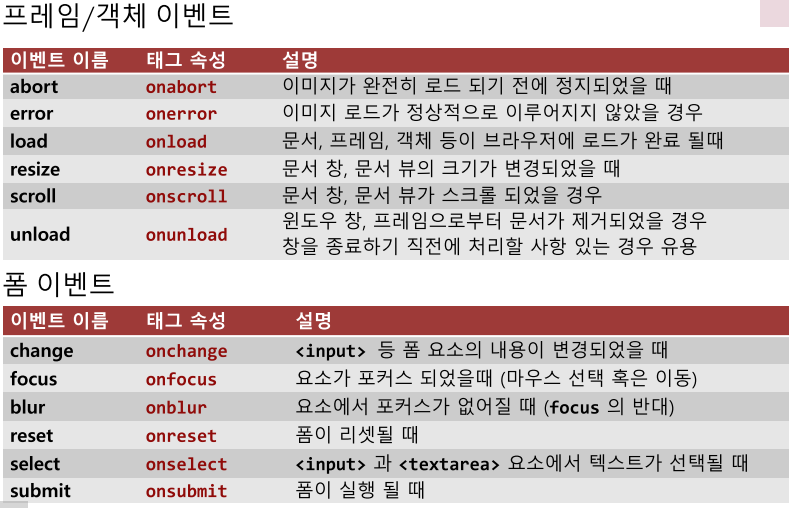 프레임/객체 이벤트
이벤트 이름 태그 속성 설명
abort onabort 이미지가 완전히 로드 되기 전에 정지되었을 때
error onerror 이미지 로드가 정상적으로 이루어지지 않았을 경우
load onload 문서, 프레임, 객체 등이 브라우저에 로드가 완료 될때
resize onresize 문서 창, 문서 뷰의 크기가 변경되었을 때
scroll onscroll 문서 창, 문서 뷰가 스크롤 되었을 경우
unload onunload 윈도우 창, 프레임으로부터 문서가 제거되었을 경우
창을 종료하기 직전에 처리할 사항 있는 경우 유용
폼 이벤트
이벤트 이름 태그 속성 설명
change onchange <input> 등 폼 요소의 내용이 변경되었을 때
focus onfocus 요소가 포커스 되었을때 (마우스 선택 혹은 이동)
blur onblur 요소에서 포커스가 없어질 때 (focus 의 반대)
reset onreset 폼이 리셋될 때
select onselect <input> 과 <textarea> 요소에서 텍스트가 선택될 때
submit onsubmit 폼이 실행 될 때